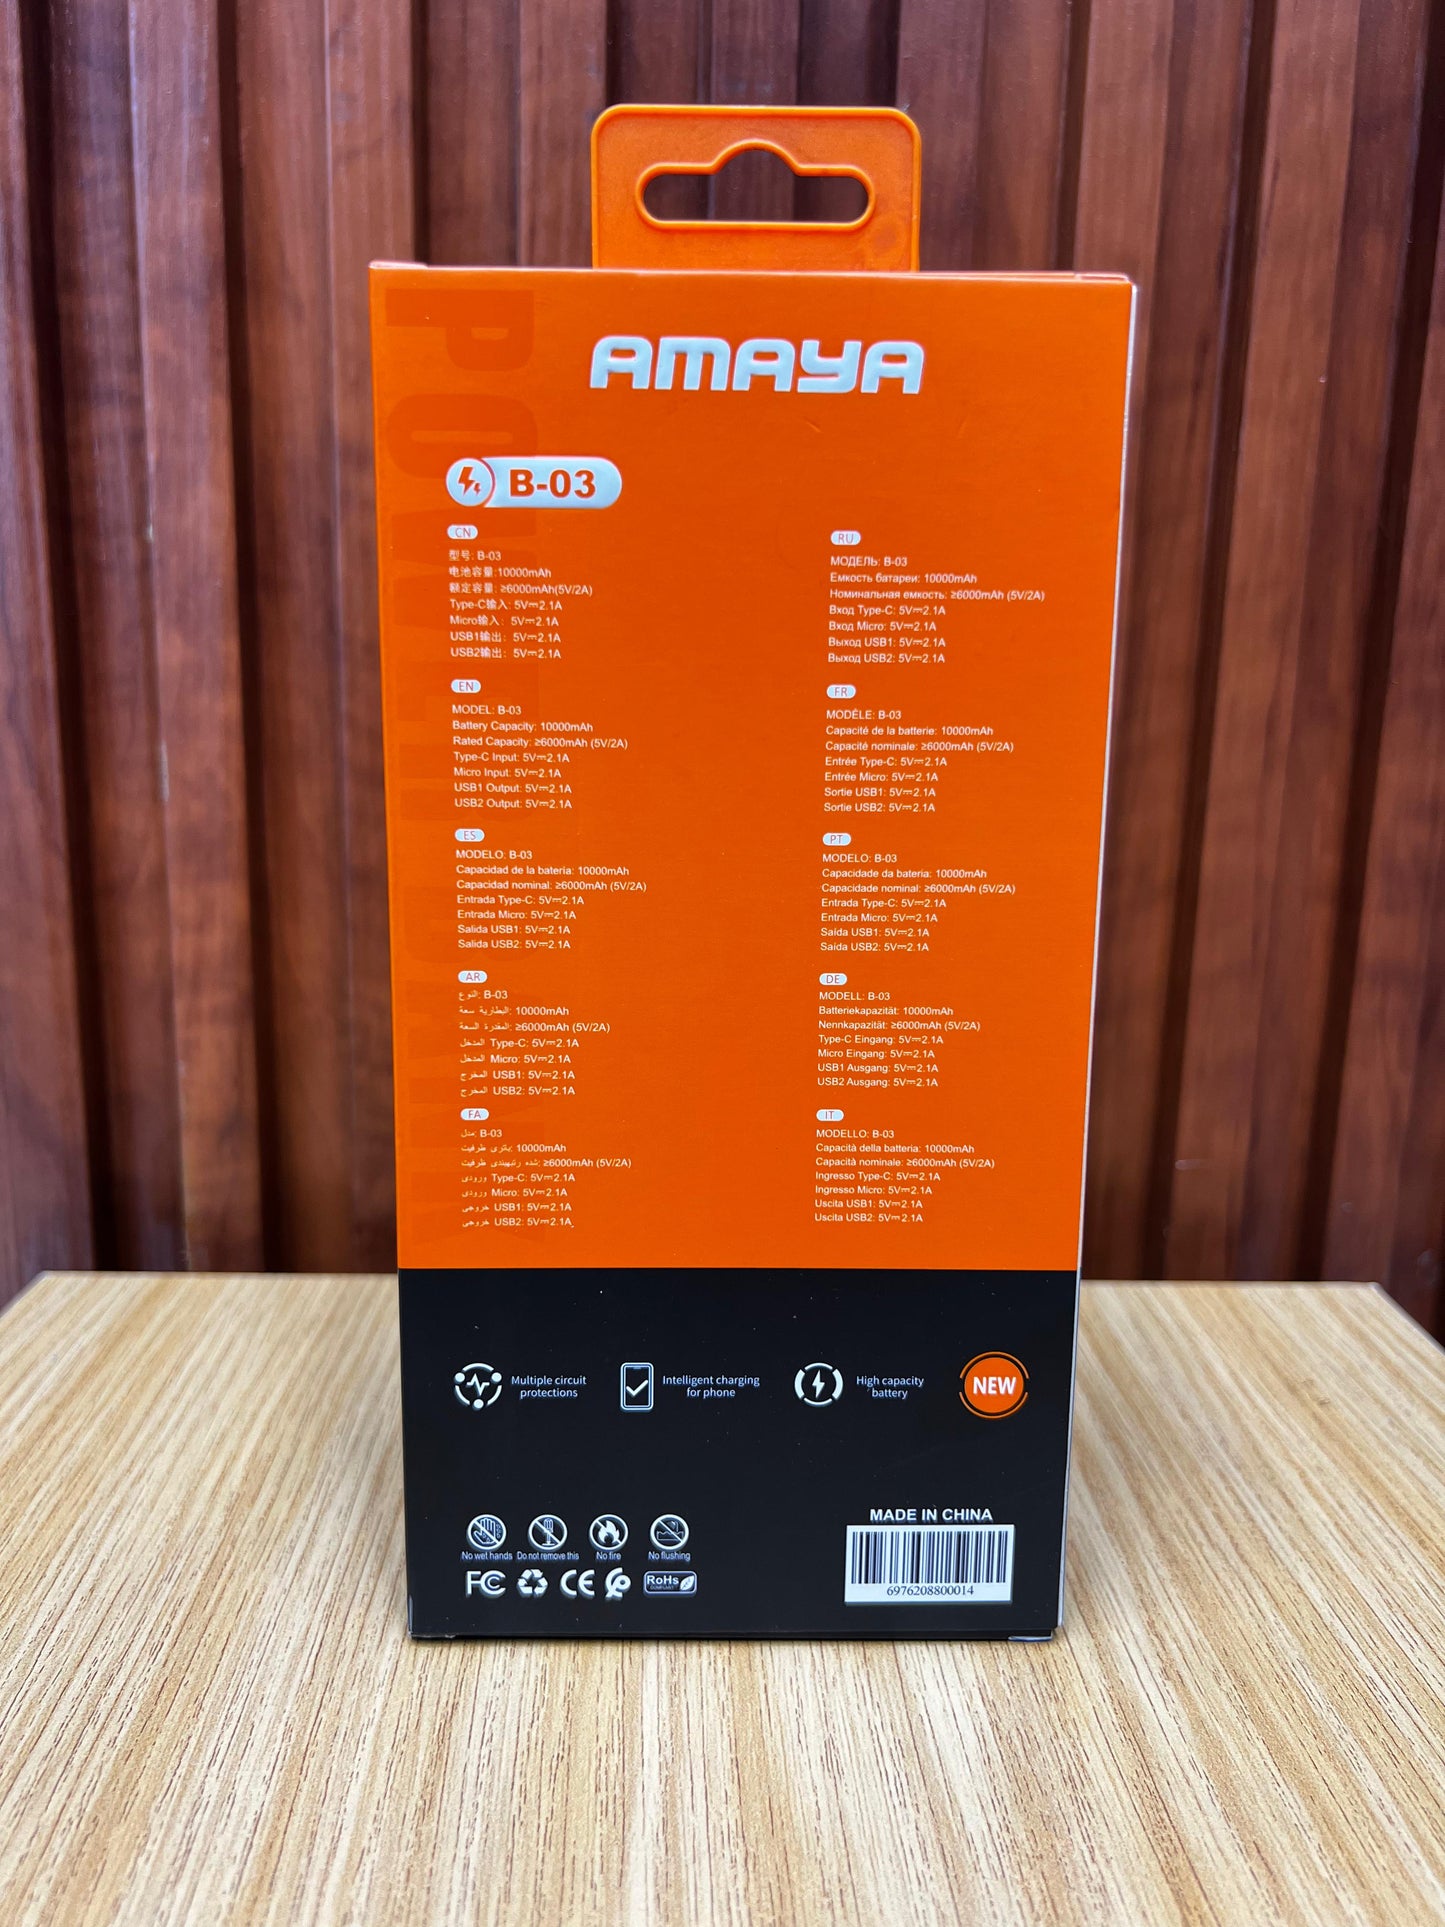 AMAYA
B-03
CN
型号: B-03
电池容量:10000mAh
额定容量: ≥6000mAh(5V/2A)
Type-C输入: 5V⎓2.1A
Micro输入: 5V⎓2.1A
USB1输出: 5V⎓2.1A
USB2输出: 5V⎓2.1A
EN
MODEL: B-03
Battery Capacity: 10000mAh
Rated Capacity: ≥6000mAh (5V/2A)
Type-C Input: 5V⎓2.1A
Micro Input: 5V⎓2.1A
USB1 Output: 5V⎓2.1A
USB2 Output: 5V⎓2.1A
ES
MODELO: B-03
Capacidad de la bateria: 10000mAh
Capacidad nominal: ≥6000mAh (5V/2A)
Entrada Type-C: 5V⎓2.1A
Entrada Micro: 5V⎓2.1A
Salida USB1: 5V⎓2.1A
Salida USB2: 5V⎓2.1A
AR
النوع: B-03
البطارية سعة: 10000mAh
المقدرة السعة: ≥6000mAh (5V/2A)
المدخل Type-C: 5V⎓2.1A
المدخل Micro: 5V⎓2.1A
المخرج USB1: 5V⎓2.1A
المخرج USB2: 5V⎓2.1A
FA
مدل: B-03
باتری ظرفیت: 10000mAh
شده رتبهبندی ظرفیت: ≥6000mAh (5V/2A)
ورودی Type-C: 5V⎓2.1A
ورودی Micro: 5V⎓2.1A
خروجی USB1: 5V⎓2.1A
خروجی USB2: 5V⎓2.1A
RU
МОДЕЛЬ: B-03
Емкость батареи: 10000mAh
Номинальная емкость: ≥6000mAh (5V/2A)
Вход Type-C: 5V⎓2.1A
Вход Micro: 5V⎓2.1A
Выход USB1: 5V⎓2.1A
Выход USB2: 5V⎓2.1A
FR
MODÈLE: B-03
Capacité de la batterie: 10000mAh
Capacité nominale: ≥6000mAh (5V/2A)
Entrée Type-C: 5V⎓2.1A
Entrée Micro: 5V⎓2.1A
Sortie USB1: 5V⎓2.1A
Sortie USB2: 5V⎓2.1A
PT
MODELO: B-03
Capacidade da bateria: 10000mAh
Capacidade nominal: ≥6000mAh (5V/2A)
Entrada Type-C: 5V⎓2.1A
Entrada Micro: 5V⎓2.1A
Saída USB1: 5V⎓2.1A
Saída USB2: 5V⎓2.1A
DE
MODELL: B-03
Batteriekapazität: 10000mAh
Nennkapazität: ≥6000mAh (5V/2A)
Type-C Eingang: 5V⎓2.1A
Micro Eingang: 5V⎓2.1A
USB1 Ausgang: 5V⎓2.1A
USB2 Ausgang: 5V⎓2.1A
IT
MODELLO: B-03
Capacità della batteria: 10000mAh
Capacità nominale: ≥6000mAh (5V/2A)
Ingresso Type-C: 5V⎓2.1A
Ingresso Micro: 5V⎓2.1A
Uscita USB1: 5V⎓2.1A
Uscita USB2: 5V⎓2.1A
POWER BANK
Multiple circuit
protections
Intelligent charging
for phone
High capacity
battery
NEW
No wet hands
Do not remove this
No fire
No flushing
FC
CE
RoHS
COMPLIANT
MADE IN CHINA
6976208800014